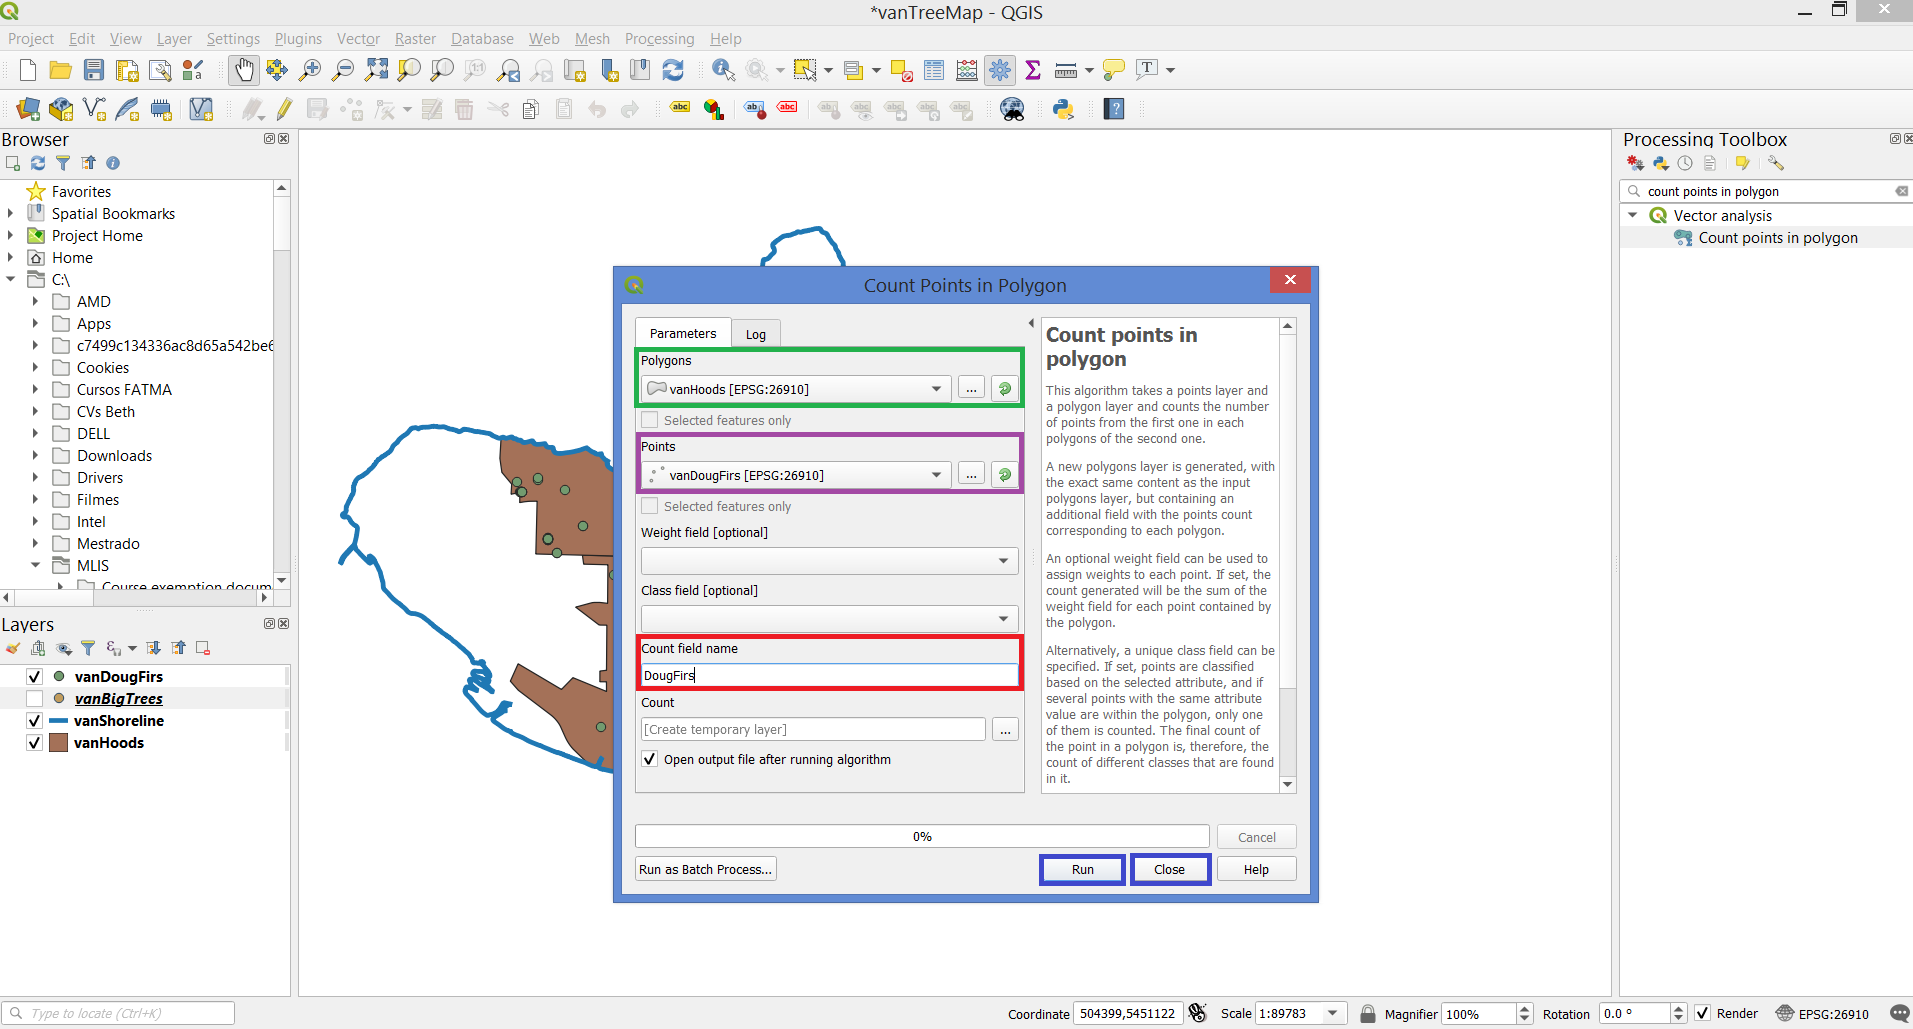 *vanTreeMap - QGIS
Project Edit View Layer Settings Plugins Vector Raster Database Web Mesh Processing Help
Browser
Favorites
Spatial Bookmarks
Project Home
Home
C:\
AMD
Apps
c7499c134336ac8d65a542be6
Cookies
Cursos FATMA
CVs Beth
DELL
Downloads
Drivers
Filmes
Intel
Mestrado
MLIS
Course exemption docum
Layers
vanDougFirs
vanBigTrees
vanShoreline
vanHoods
Count Points in Polygon
Parameters Log
Polygons
vanHoods [EPSG:26910]
...
Selected features only
Points
vanDougFirs [EPSG:26910]
...
Selected features only
Weight field [optional]
Class field [optional]
Count field name
DougFirs
Count
[Create temporary layer]
...
Open output file after running algorithm
Count points in
polygon
This algorithm takes a points layer and
a polygon layer and counts the number
of points from the first one in each
polygons of the second one.
A new polygons layer is generated, with
the exact same content as the input
polygons layer, but containing an
additional field with the points count
corresponding to each polygon.
An optional weight field can be used to
assign weights to each point. If set, the
count generated will be the sum of the
weight field for each point contained by
the polygon.
Alternatively, a unique class field can be
specified. If set, points are classified
based on the selected attribute, and if
several points with the same attribute
value are within the polygon, only one
of them is counted. The final count of
the point in a polygon is, therefore, the
count of different classes that are found
in it.
0%
Cancel
Run as Batch Process...
Run
Close
Help
Processing Toolbox
count points in polygon
Vector analysis
Count points in polygon
Type to locate (Ctrl+K)
Coordinate 504399,5451122 Scale 1:89783 Magnifier 100% Rotation 0.0 ° Render EPSG:26910